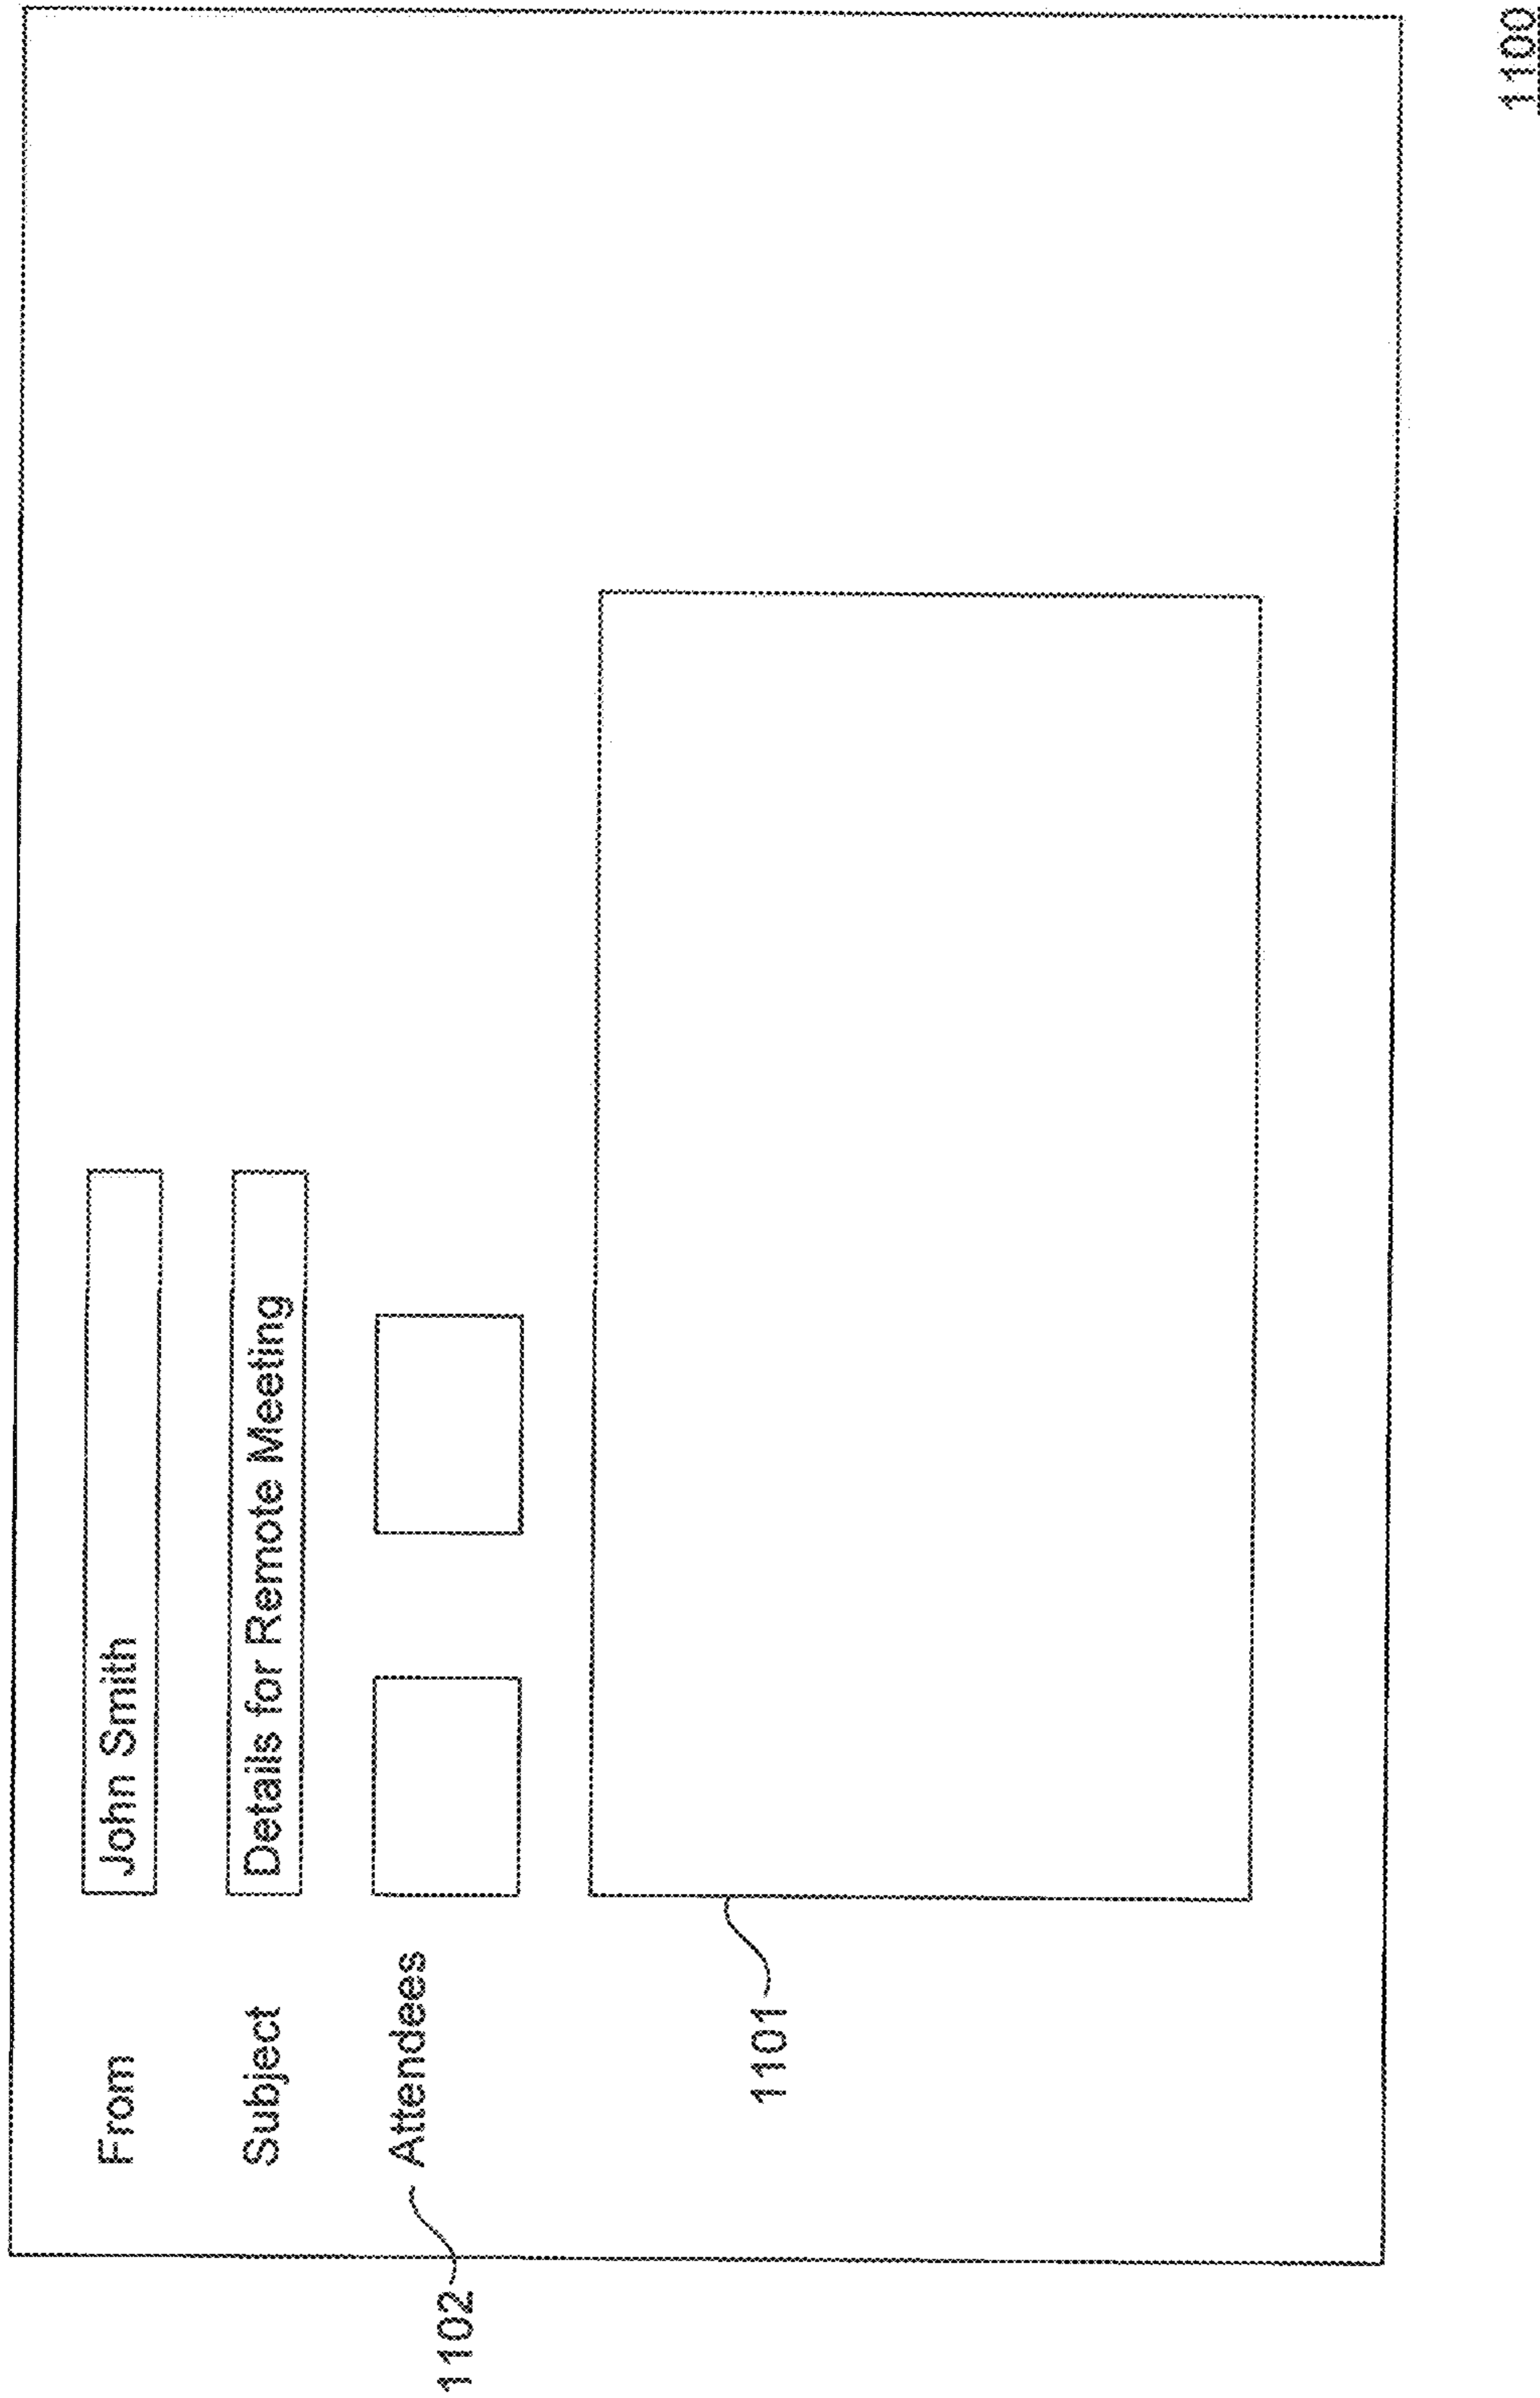 From John Smith
Subject Details for Remote Meeting
1102 Attendees
1101
1100